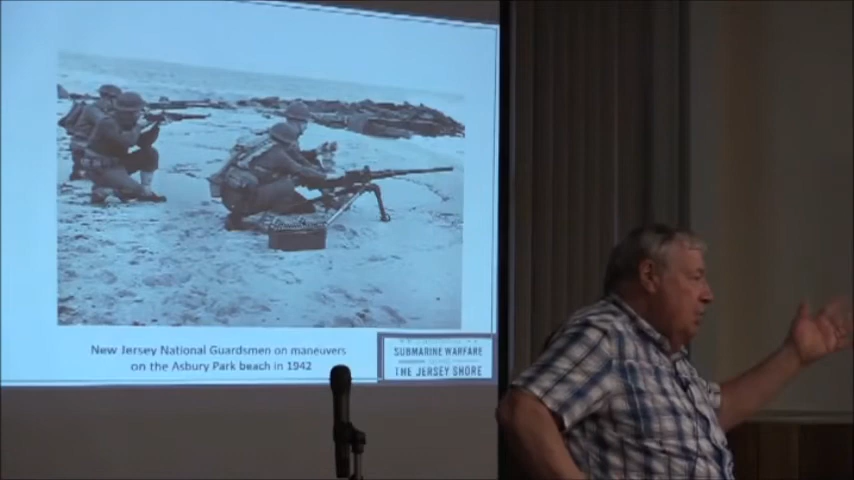 New Jersey National Guardsmen on maneuvers
on the Asbury Park beach in 1942
SUBMARINE WARFARE
THE JERSEY SHORE